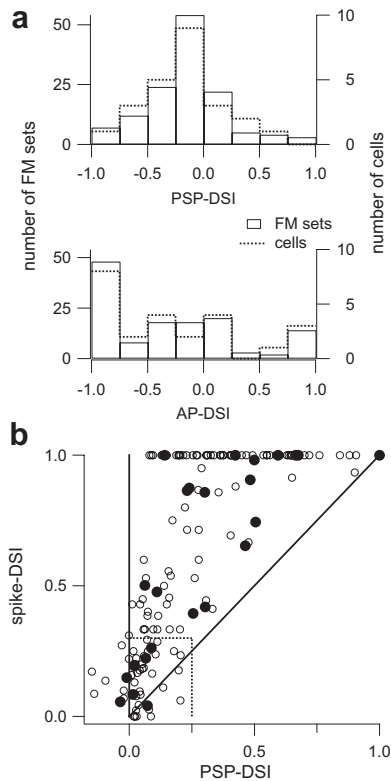 a
50
25
0
10
5
0
-1.0 -0.5 0.0 0.5 1.0
PSP-DSI
number of FM sets
number of cells
FM sets
cells
50
25
0
10
5
0
-1.0 -0.5 0.0 0.5 1.0
AP-DSI
b
1.0
0.5
0.0
spike-DSI
0.0 0.5 1.0
PSP-DSI